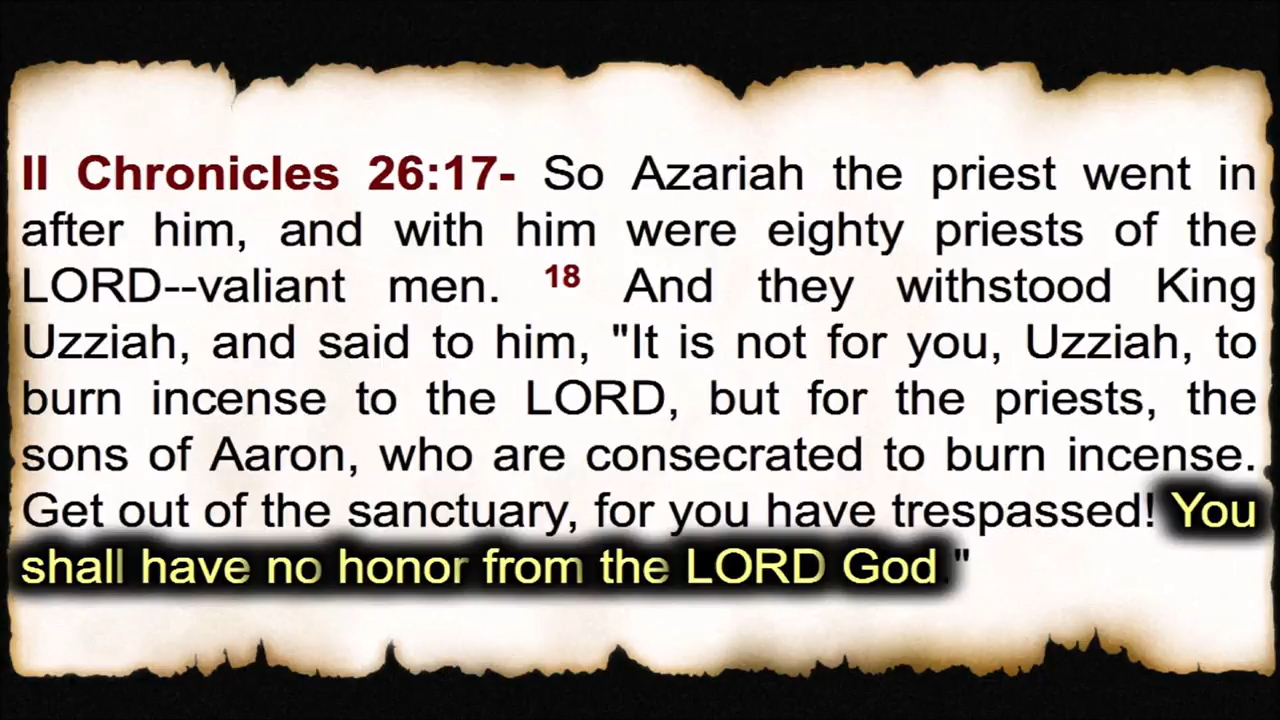 II Chronicles 26:17- So Azariah the priest went in
after him, and with him were eighty priests of the
LORD--valiant men. 18 And they withstood King
Uzziah, and said to him, "It is not for you, Uzziah, to
burn incense to the LORD, but for the priests, the
sons of Aaron, who are consecrated to burn incense.
Get out of the sanctuary, for you have trespassed! You
shall have no honor from the LORD God."